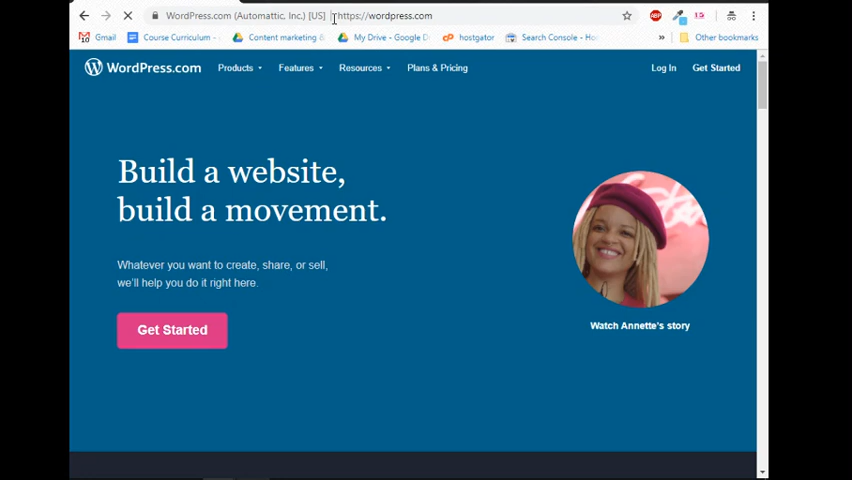 WordPress.com (Automattic, Inc.) [US] https://wordpress.com
ABP
10 Gmail Course Curriculum - Content marketing & My Drive - Google D hostgator Search Console - Ho » Other bookmarks
WordPress.com Products Features Resources Plans & Pricing Log In Get Started
Build a website,
build a movement.
Whatever you want to create, share, or sell,
we'll help you do it right here.
Get Started
Watch Annette's story